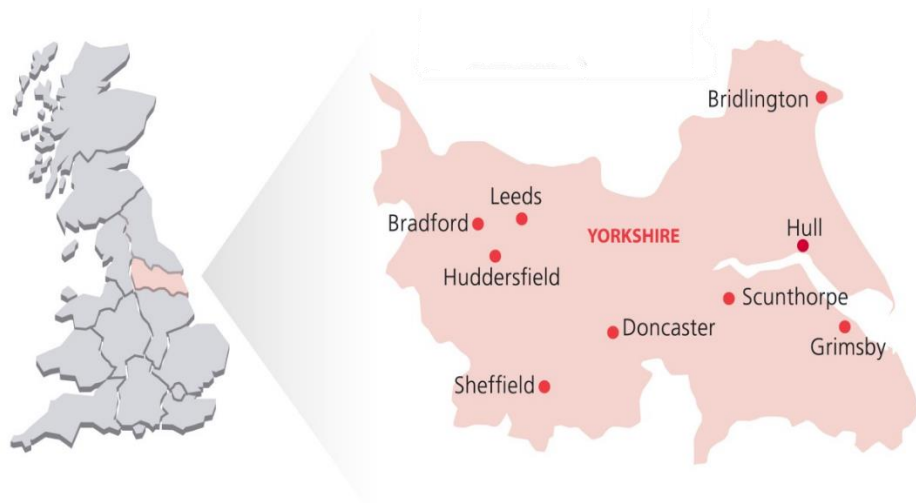 Bridlington
Leeds
Bradford
YORKSHIRE
Hull
Huddersfield
Scunthorpe
Doncaster
Grimsby
Sheffield